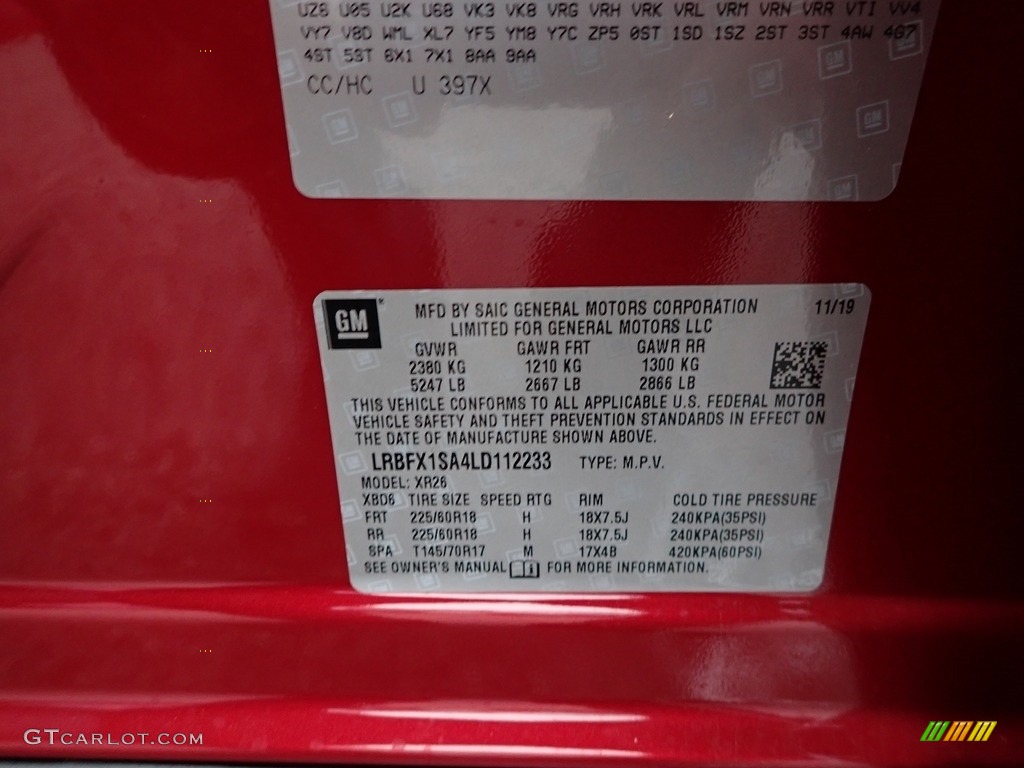 UZ8 U05 U2K U68 VK3 VK8 VRG VRH VRK VRL VRM VRN VRR VTI VV4
VY7 V8D WML XL7 YF5 YM8 Y7C ZP5 0ST 1SD 1SZ 2ST 3ST 4AW 4G7
4ST 5ST 6X1 7X1 8AA 9AA
CC/HC U 397X
GM
MFD BY SAIC GENERAL MOTORS CORPORATION 11/19
LIMITED FOR GENERAL MOTORS LLC
GVWR GAWR FRT GAWR RR
2380 KG 1210 KG 1300 KG
5247 LB 2667 LB 2866 LB
THIS VEHICLE CONFORMS TO ALL APPLICABLE U.S. FEDERAL MOTOR
VEHICLE SAFETY AND THEFT PREVENTION STANDARDS IN EFFECT ON
THE DATE OF MANUFACTURE SHOWN ABOVE.
LRBFX1SA4LD112233 TYPE: M.P.V.
MODEL: XR26
XBD6 TIRE SIZE SPEED RTG RIM COLD TIRE PRESSURE
FRT 225/60R18 H 18X7.5J 240KPA(35PSI)
RR 225/60R18 H 18X7.5J 240KPA(35PSI)
SPA T145/70R17 M 17X4B 420KPA(60PSI)
SEE OWNER'S MANUAL FOR MORE INFORMATION.
GTCARLOT.COM